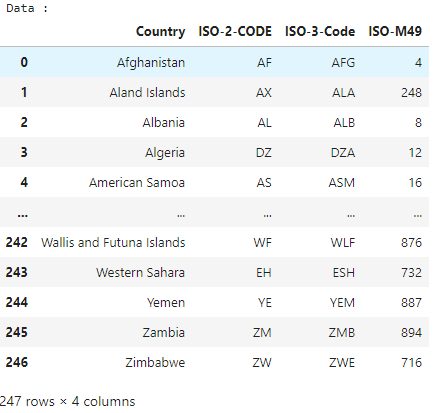 Data :
Country ISO-2-CODE ISO-3-Code ISO-M49
0 Afghanistan AF AFG 4
1 Aland Islands AX ALA 248
2 Albania AL ALB 8
3 Algeria DZ DZA 12
4 American Samoa AS ASM 16
... ... ... ... ...
242 Wallis and Futuna Islands WF WLF 876
243 Western Sahara EH ESH 732
244 Yemen YE YEM 887
245 Zambia ZM ZMB 894
246 Zimbabwe ZW ZWE 716
247 rows × 4 columns